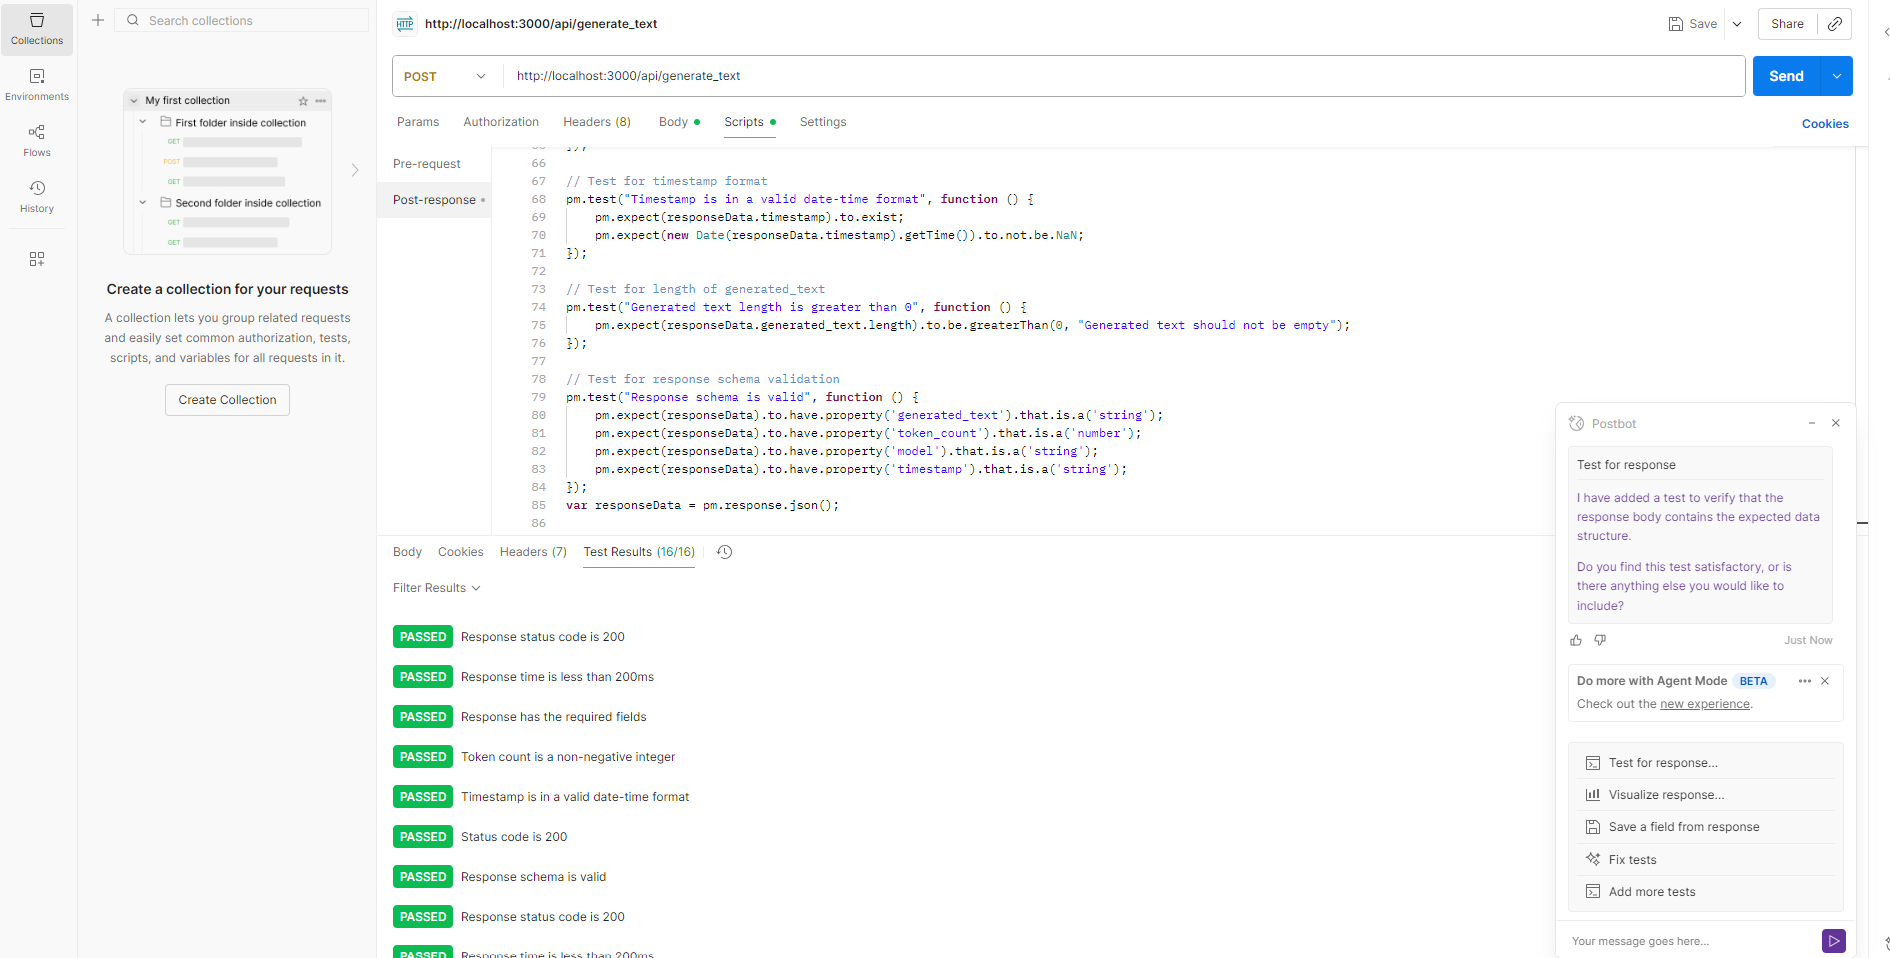 Collections
Environments
Flows
History
Search collections
My first collection
First folder inside collection
GET
POST
GET
Second folder inside collection
GET
GET
Create a collection for your requests
A collection lets you group related requests
and easily set common authorization, tests,
scripts, and variables for all requests in it.
Create Collection
HTTP http://localhost:3000/api/generate_text
Save
Share
POST http://localhost:3000/api/generate_text
Send
Params Authorization Headers (8) Body Scripts Settings
Cookies
Pre-request
Post-response
65 });
66
67 // Test for timestamp format
68 pm.test("Timestamp is in a valid date-time format", function () {
69 pm.expect(responseData.timestamp).to.exist;
70 pm.expect(new Date(responseData.timestamp).getTime()).to.not.be.NaN;
71 });
72
73 // Test for length of generated_text
74 pm.test("Generated text length is greater than 0", function () {
75 pm.expect(responseData.generated_text.length).to.be.greaterThan(0, "Generated text should not be empty");
76 });
77
78 // Test for response schema validation
79 pm.test("Response schema is valid", function () {
80 pm.expect(responseData).to.have.property('generated_text').that.is.a('string');
81 pm.expect(responseData).to.have.property('token_count').that.is.a('number');
82 pm.expect(responseData).to.have.property('model').that.is.a('string');
83 pm.expect(responseData).to.have.property('timestamp').that.is.a('string');
84 });
85 var responseData = pm.response.json();
86
Body Cookies Headers (7) Test Results (16/16)
Filter Results
PASSED Response status code is 200
PASSED Response time is less than 200ms
PASSED Response has the required fields
PASSED Token count is a non-negative integer
PASSED Timestamp is in a valid date-time format
PASSED Status code is 200
PASSED Response schema is valid
PASSED Response status code is 200
PASSED Response time is less than 200ms
Postbot
Test for response
I have added a test to verify that the
response body contains the expected data
structure.
Do you find this test satisfactory, or is
there anything else you would like to
include?
Just Now
Do more with Agent Mode BETA
Check out the new experience.
Test for response...
Visualize response...
Save a field from response
Fix tests
Add more tests
Your message goes here...